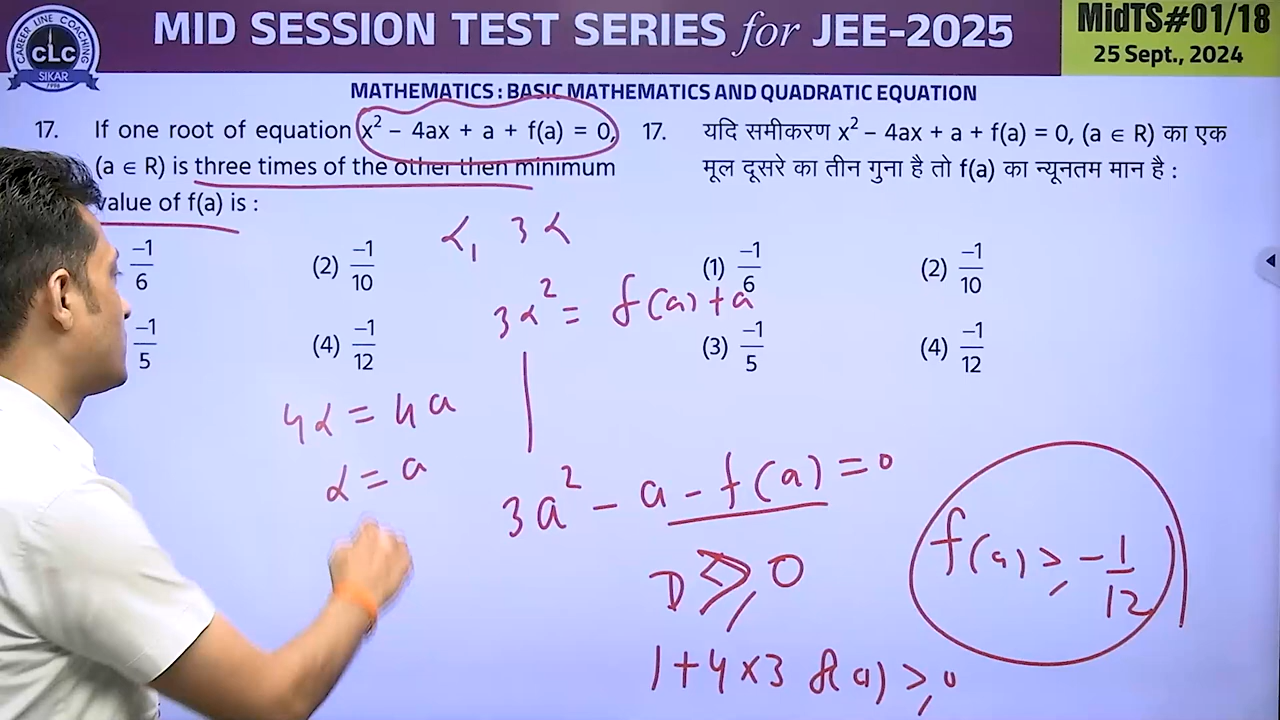 CAREER LINE COACHING
CLC
SIKAR
1996
MID SESSION TEST SERIES for JEE-2025
MidTS#01/18
25 Sept., 2024
MATHEMATICS : BASIC MATHEMATICS AND QUADRATIC EQUATION
17. If one root of equation x² – 4ax + a + f(a) = 0,
(a ∈ R) is three times of the other then minimum
value of f(a) is :
-1/6
(2) -1/10
-1/5
(4) -1/12
17. यदि समीकरण x² – 4ax + a + f(a) = 0, (a ∈ R) का एक
मूल दूसरे का तीन गुना है तो f(a) का न्यूनतम मान है :
(1) -1/6
(2) -1/10
(3) -1/5
(4) -1/12
α, 3α
3α² = f(a) + a
4α = 4a
α = a
3a² – a – f(a) = 0
D ≥ 0
1 + 4 × 3 f(a) ≥ 0
f(a) ≥ -1/12